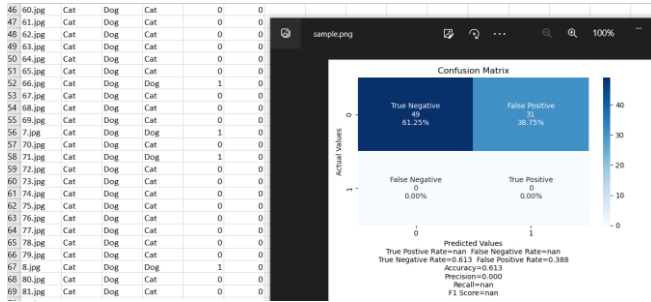 46 60.jpg Cat Dog Cat 0 0
47 61.jpg Cat Dog Cat 0 0
48 62.jpg Cat Dog Cat 0 0
49 63.jpg Cat Dog Cat 0 0
50 64.jpg Cat Dog Cat 0 0
51 65.jpg Cat Dog Cat 0 0
52 66.jpg Cat Dog Dog 1 0
53 67.jpg Cat Dog Cat 0 0
54 68.jpg Cat Dog Cat 0 0
55 69.jpg Cat Dog Cat 0 0
56 7.jpg Cat Dog Dog 1 0
57 70.jpg Cat Dog Cat 0 0
58 71.jpg Cat Dog Dog 1 0
59 72.jpg Cat Dog Cat 0 0
60 73.jpg Cat Dog Cat 0 0
61 74.jpg Cat Dog Cat 0 0
62 75.jpg Cat Dog Cat 0 0
63 76.jpg Cat Dog Cat 0 0
64 77.jpg Cat Dog Cat 0 0
65 78.jpg Cat Dog Cat 0 0
66 79.jpg Cat Dog Cat 0 0
67 8.jpg Cat Dog Dog 1 0
68 80.jpg Cat Dog Cat 0 0
69 81.jpg Cat Dog Cat 0 0
sample.png 100%
Confusion Matrix
True Negative
49
61.25%
False Positive
31
38.75%
False Negative
0
0.00%
True Positive
0
0.00%
Actual Values
0
1
0 1
Predicted Values
40
30
20
10
0
True Postive Rate=nan False Negative Rate=nan
True Negative Rate=0.613 False Positive Rate=0.388
Accuracy=0.613
Precision=0.000
Recall=nan
F1 Score=nan